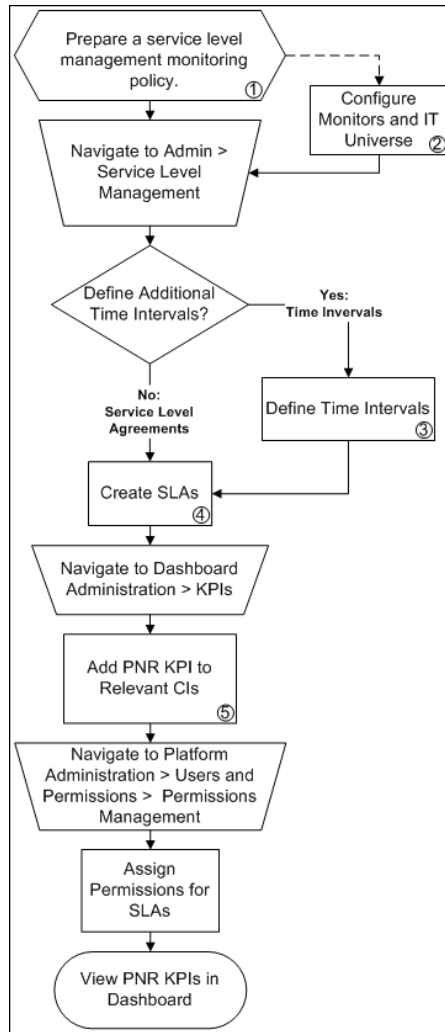 Prepare a service level
management monitoring
policy.
①
Configure
Monitors and IT
Universe
②
Navigate to Admin >
Service Level
Management
Define Additional
Time Intervals?
Yes:
Time Invervals
No:
Service Level
Agreements
Define Time Intervals
③
Create SLAs
④
Navigate to Dashboard
Administration > KPIs
Add PNR KPI to
Relevant CIs
⑤
Navigate to Platform
Administration > Users and
Permissions > Permissions
Management
Assign
Permissions for
SLAs
View PNR KPIs in
Dashboard